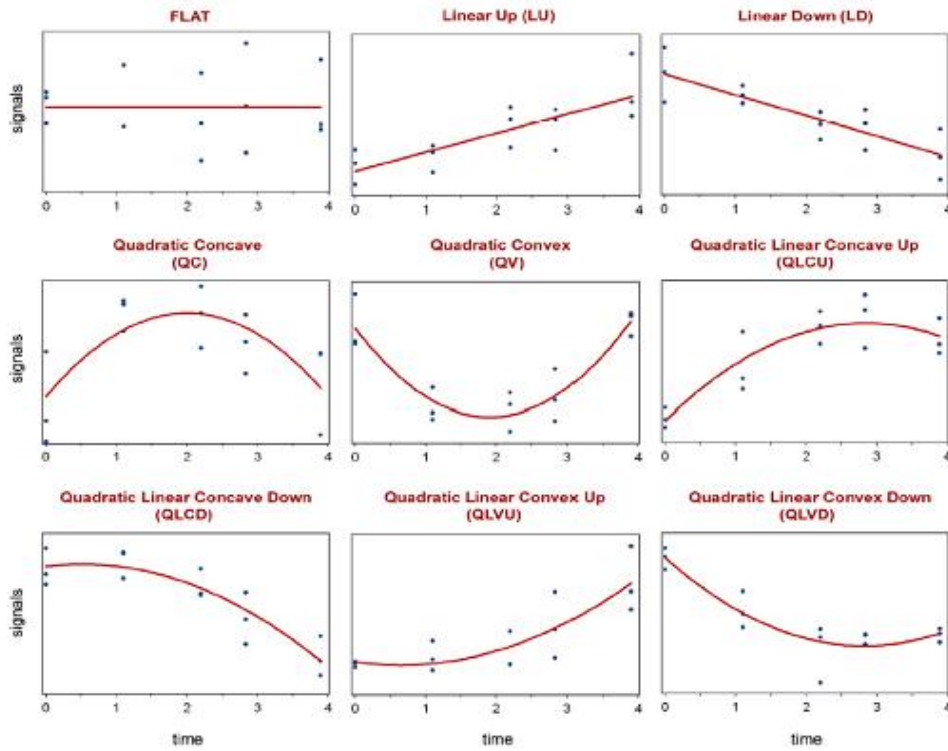 FLAT
Linear Up (LU)
Linear Down (LD)
signals
0 1 2 3 4
0 1 2 3 4
0 1 2 3 4
Quadratic Concave
(QC)
Quadratic Convex
(QV)
Quadratic Linear Concave Up
(QLCU)
signals
0 1 2 3 4
0 1 2 3 4
0 1 2 3 4
Quadratic Linear Concave Down
(QLCD)
Quadratic Linear Convex Up
(QLVU)
Quadratic Linear Convex Down
(QLVD)
signals
0 1 2 3 4
0 1 2 3 4
0 1 2 3 4
time
time
time